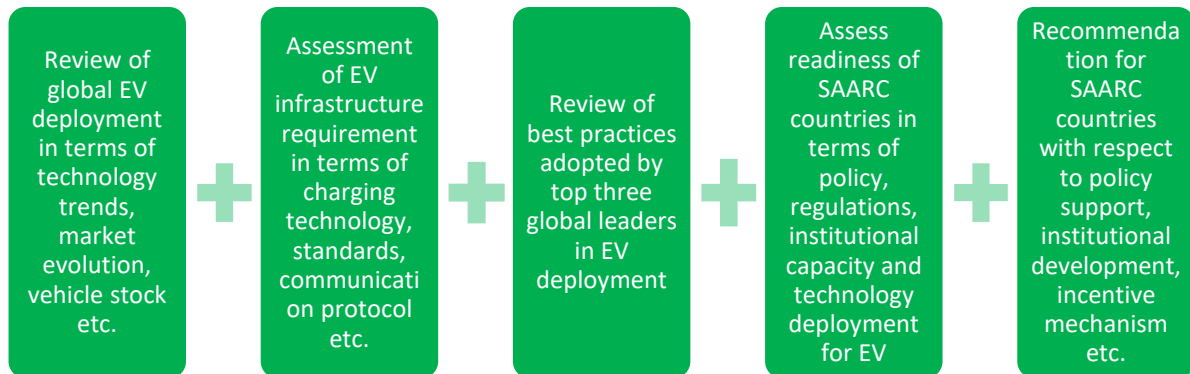 Review of
global EV
deployment
in terms of
technology
trends,
market
evolution,
vehicle stock
etc.
Assessment
of EV
infrastructure
requirement
in terms of
charging
technology,
standards,
communicati
on protocol
etc.
Review of
best practices
adopted by
top three
global leaders
in EV
deployment
Assess
readiness of
SAARC
countries in
terms of
policy,
regulations,
institutional
capacity and
technology
deployment
for EV
Recommenda
tion for
SAARC
countries
with respect
to policy
support,
institutional
development,
incentive
mechanism
etc.